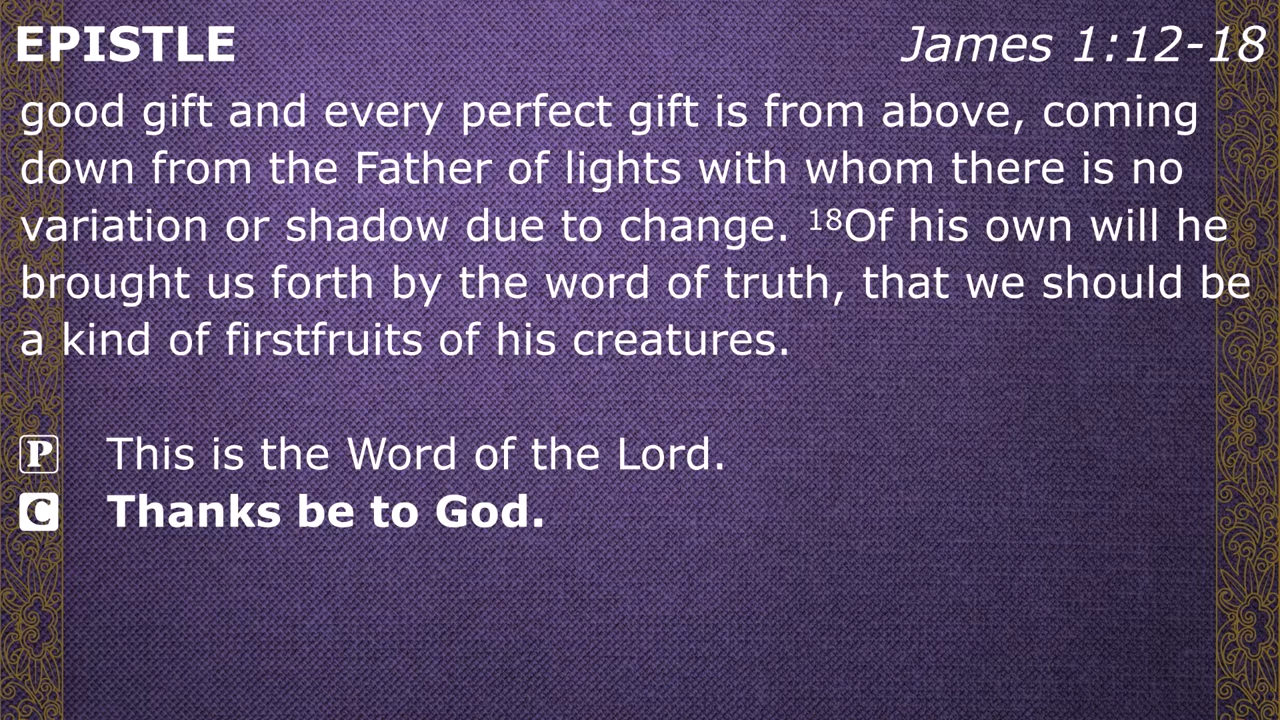 EPISTLE James 1:12-18
good gift and every perfect gift is from above, coming
down from the Father of lights with whom there is no
variation or shadow due to change. 18Of his own will he
brought us forth by the word of truth, that we should be
a kind of firstfruits of his creatures.
P This is the Word of the Lord.
C Thanks be to God.